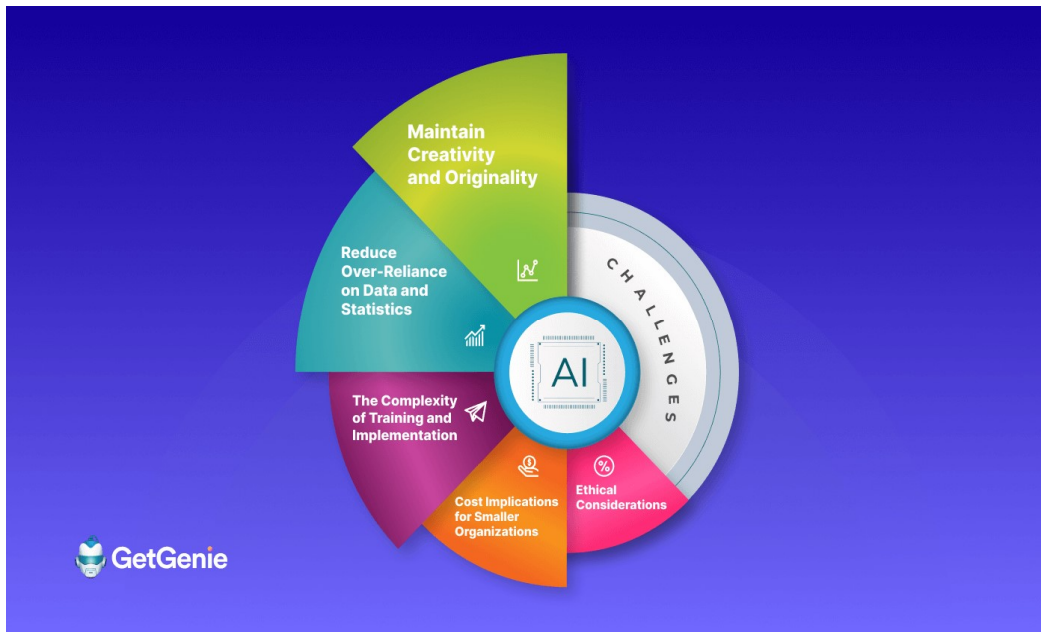 Maintain
Creativity
and Originality
Reduce
Over-Reliance
on Data and
Statistics
CHALLENGES
AI
The Complexity
of Training and
Implementation
Cost Implications
for Smaller
Organizations
Ethical
Considerations
GetGenie